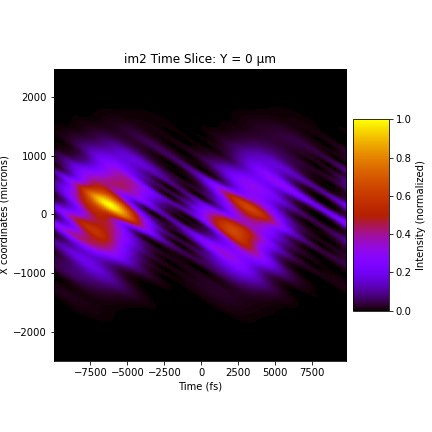 im2 Time Slice: Y = 0 μm
X coordinates (microns)
2000
1000
0
−1000
−2000
−7500 −5000 −2500 0 2500 5000 7500
Time (fs)
1.0
0.8
0.6
0.4
0.2
0.0
Intensity (normalized)